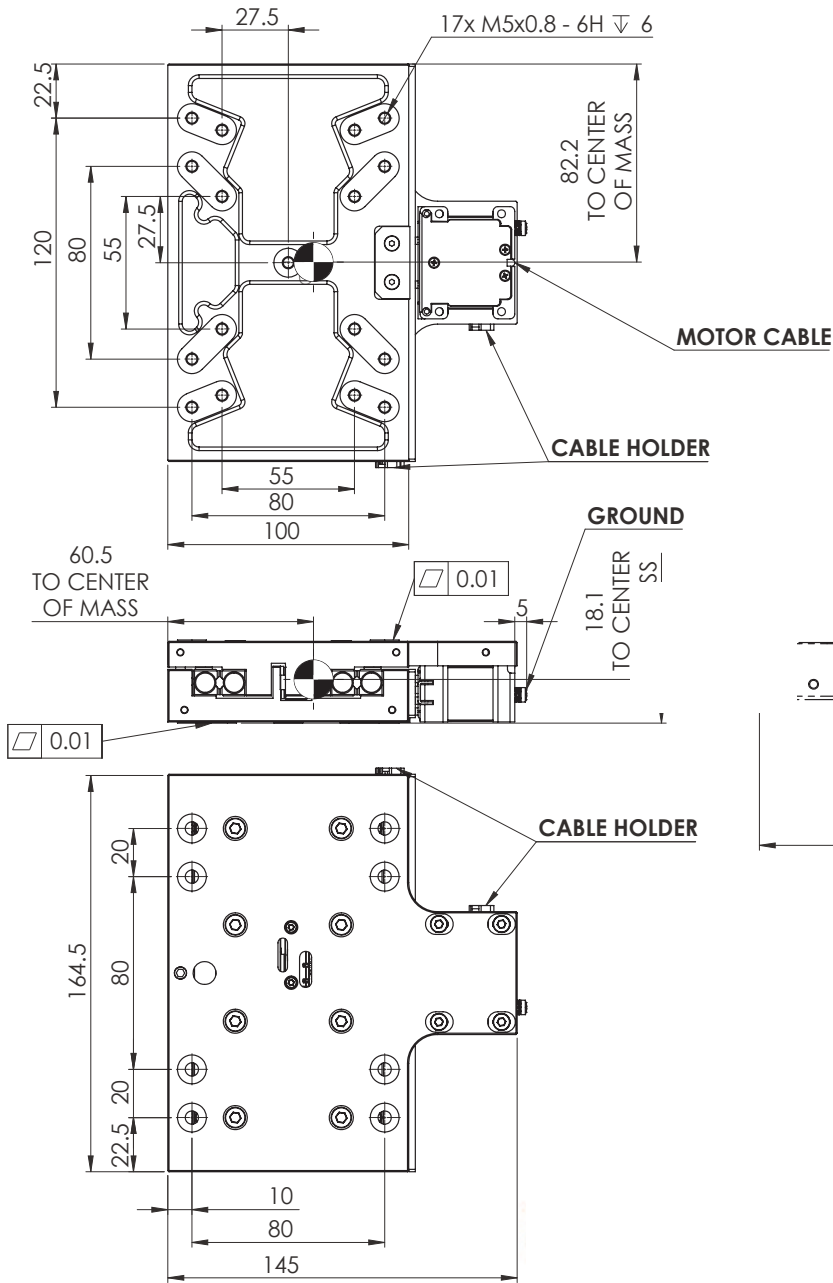 27.5
17x M5x0.8 - 6H ↧ 6
22.5
82.2
TO CENTER
OF MASS
120
80
55
27.5
MOTOR CABLE
CABLE HOLDER
55
80
100
GROUND
60.5
TO CENTER
OF MASS
⏥ 0.01
18.1
TO CENTER
SS
5
⏥ 0.01
CABLE HOLDER
20
80
164.5
20
22.5
10
80
145